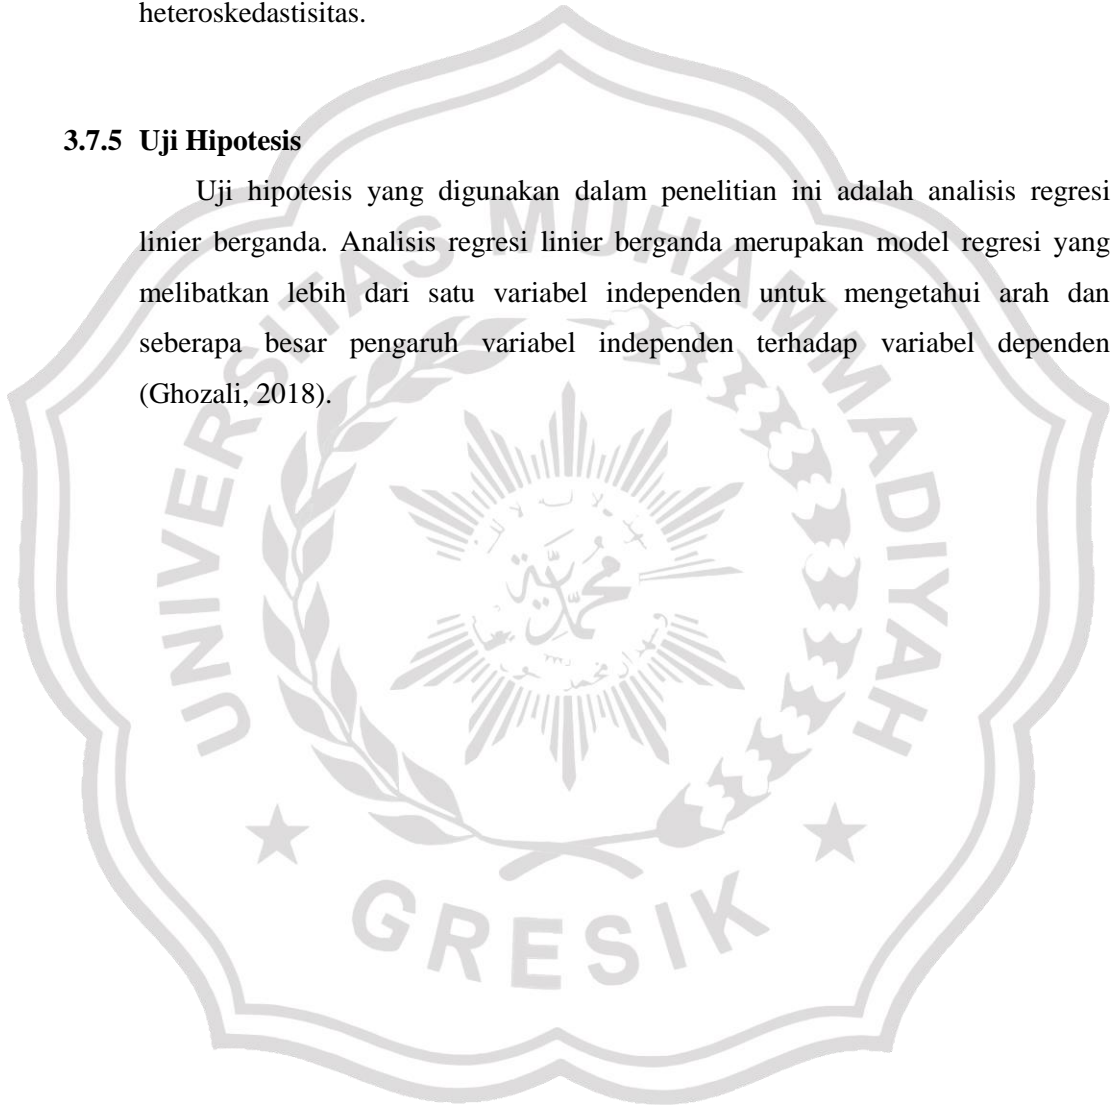 heteroskedastisitas.
3.7.5 Uji Hipotesis
Uji hipotesis yang digunakan dalam penelitian ini adalah analisis regresi
linier berganda. Analisis regresi linier berganda merupakan model regresi yang
melibatkan lebih dari satu variabel independen untuk mengetahui arah dan
seberapa besar pengaruh variabel independen terhadap variabel dependen
(Ghozali, 2018).
UNIVERSITAS MUHAMMADIYAH
محمدية
GRESIK